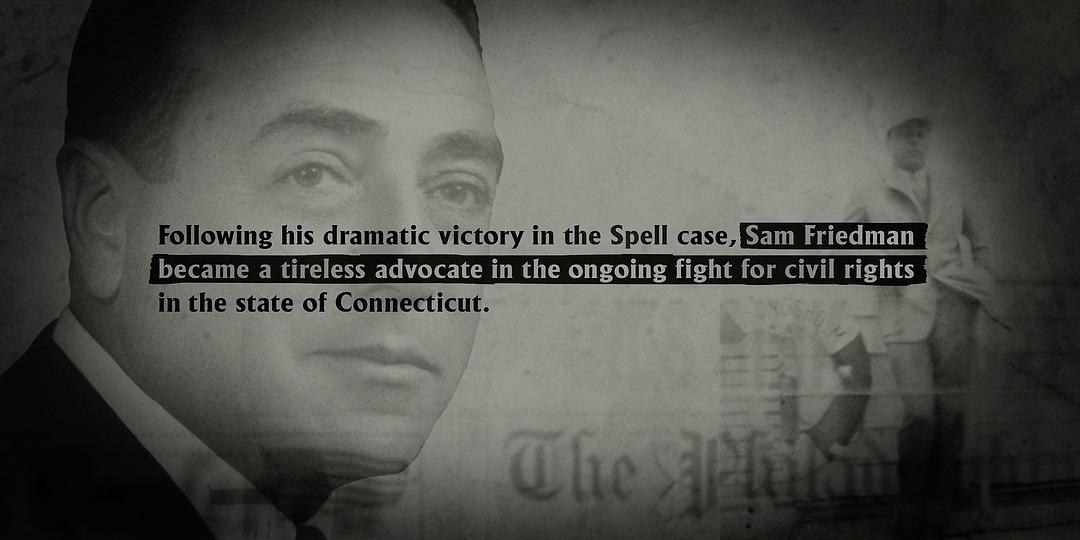 Following his dramatic victory in the Spell case, Sam Friedman
became a tireless advocate in the ongoing fight for civil rights
in the state of Connecticut.
The